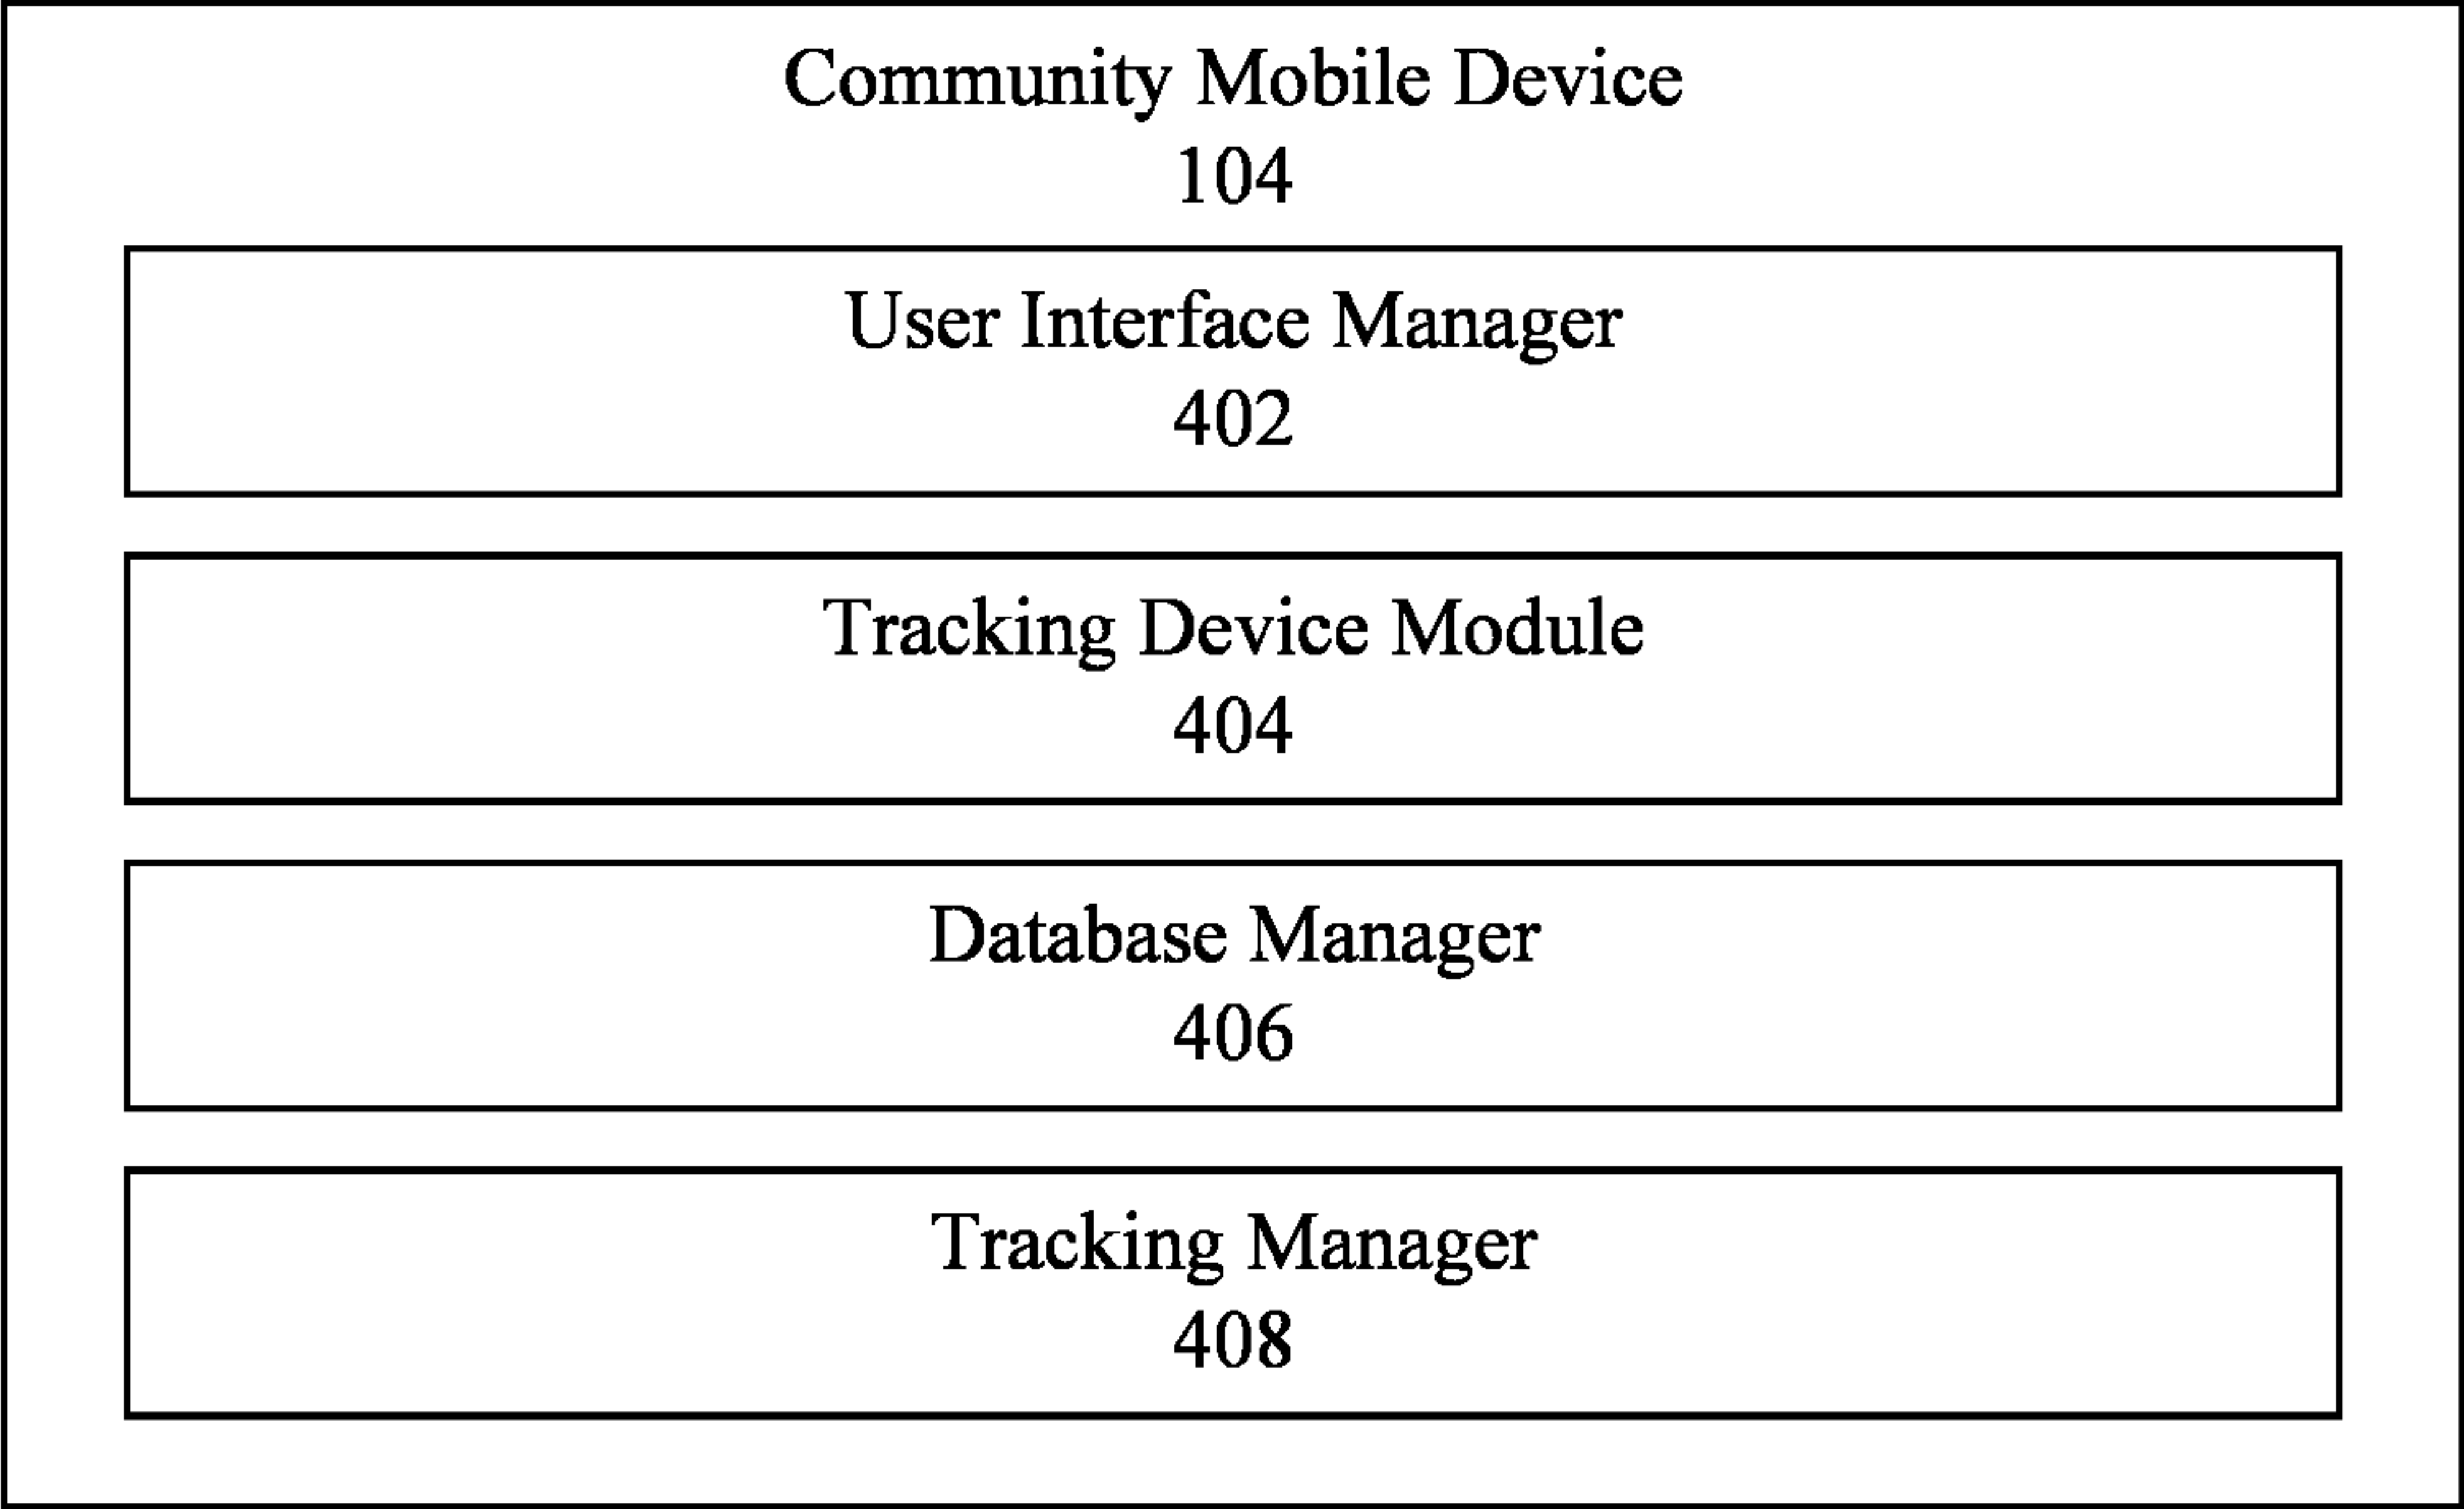 Community Mobile Device
104
User Interface Manager
402
Tracking Device Module
404
Database Manager
406
Tracking Manager
408